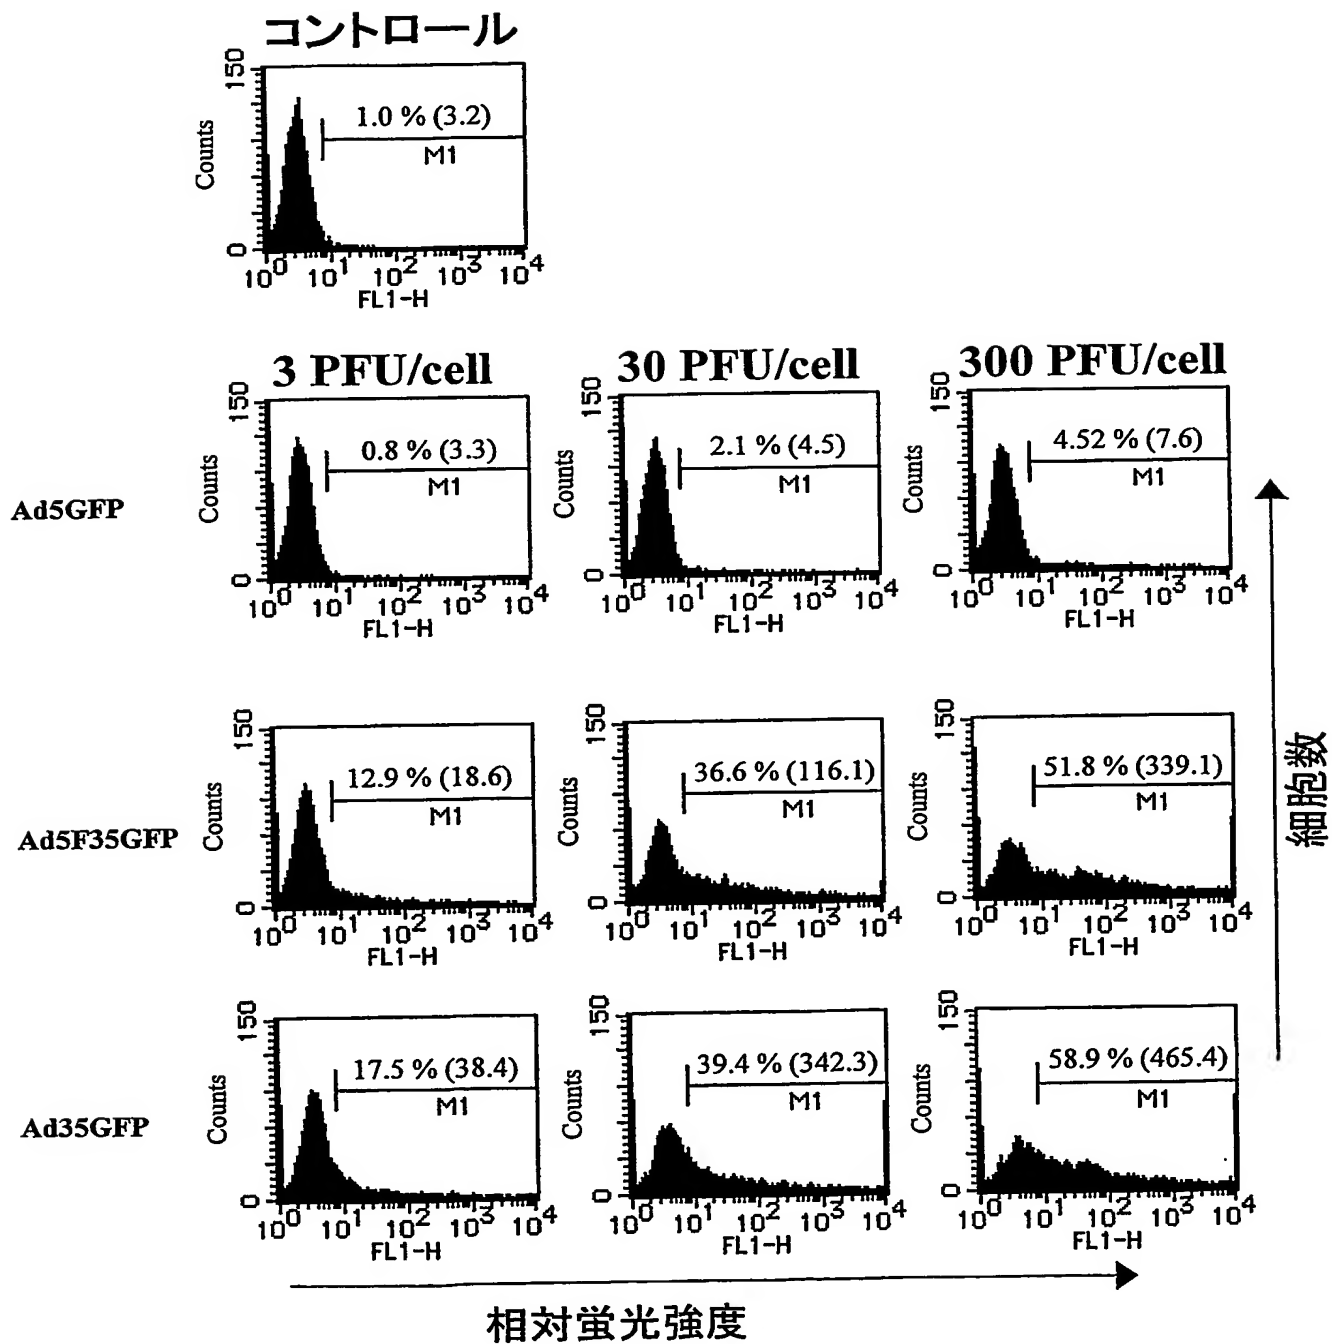 コントロール
150
1.0 % (3.2)
M1
Counts
0
10^0 10^1 10^2 10^3 10^4
FL1-H
3 PFU/cell 30 PFU/cell 300 PFU/cell
Ad5GFP
150
0.8 % (3.3)
M1
Counts
0
10^0 10^1 10^2 10^3 10^4
FL1-H
150
2.1 % (4.5)
M1
Counts
0
10^0 10^1 10^2 10^3 10^4
FL1-H
150
4.52 % (7.6)
M1
Counts
0
10^0 10^1 10^2 10^3 10^4
FL1-H
Ad5F35GFP
150
12.9 % (18.6)
M1
Counts
0
10^0 10^1 10^2 10^3 10^4
FL1-H
150
36.6 % (116.1)
M1
Counts
0
10^0 10^1 10^2 10^3 10^4
FL1-H
150
51.8 % (339.1)
M1
Counts
0
10^0 10^1 10^2 10^3 10^4
FL1-H
Ad35GFP
150
17.5 % (38.4)
M1
Counts
0
10^0 10^1 10^2 10^3 10^4
FL1-H
150
39.4 % (342.3)
M1
Counts
0
10^0 10^1 10^2 10^3 10^4
FL1-H
150
58.9 % (465.4)
M1
Counts
0
10^0 10^1 10^2 10^3 10^4
FL1-H
細胞数
相対蛍光強度